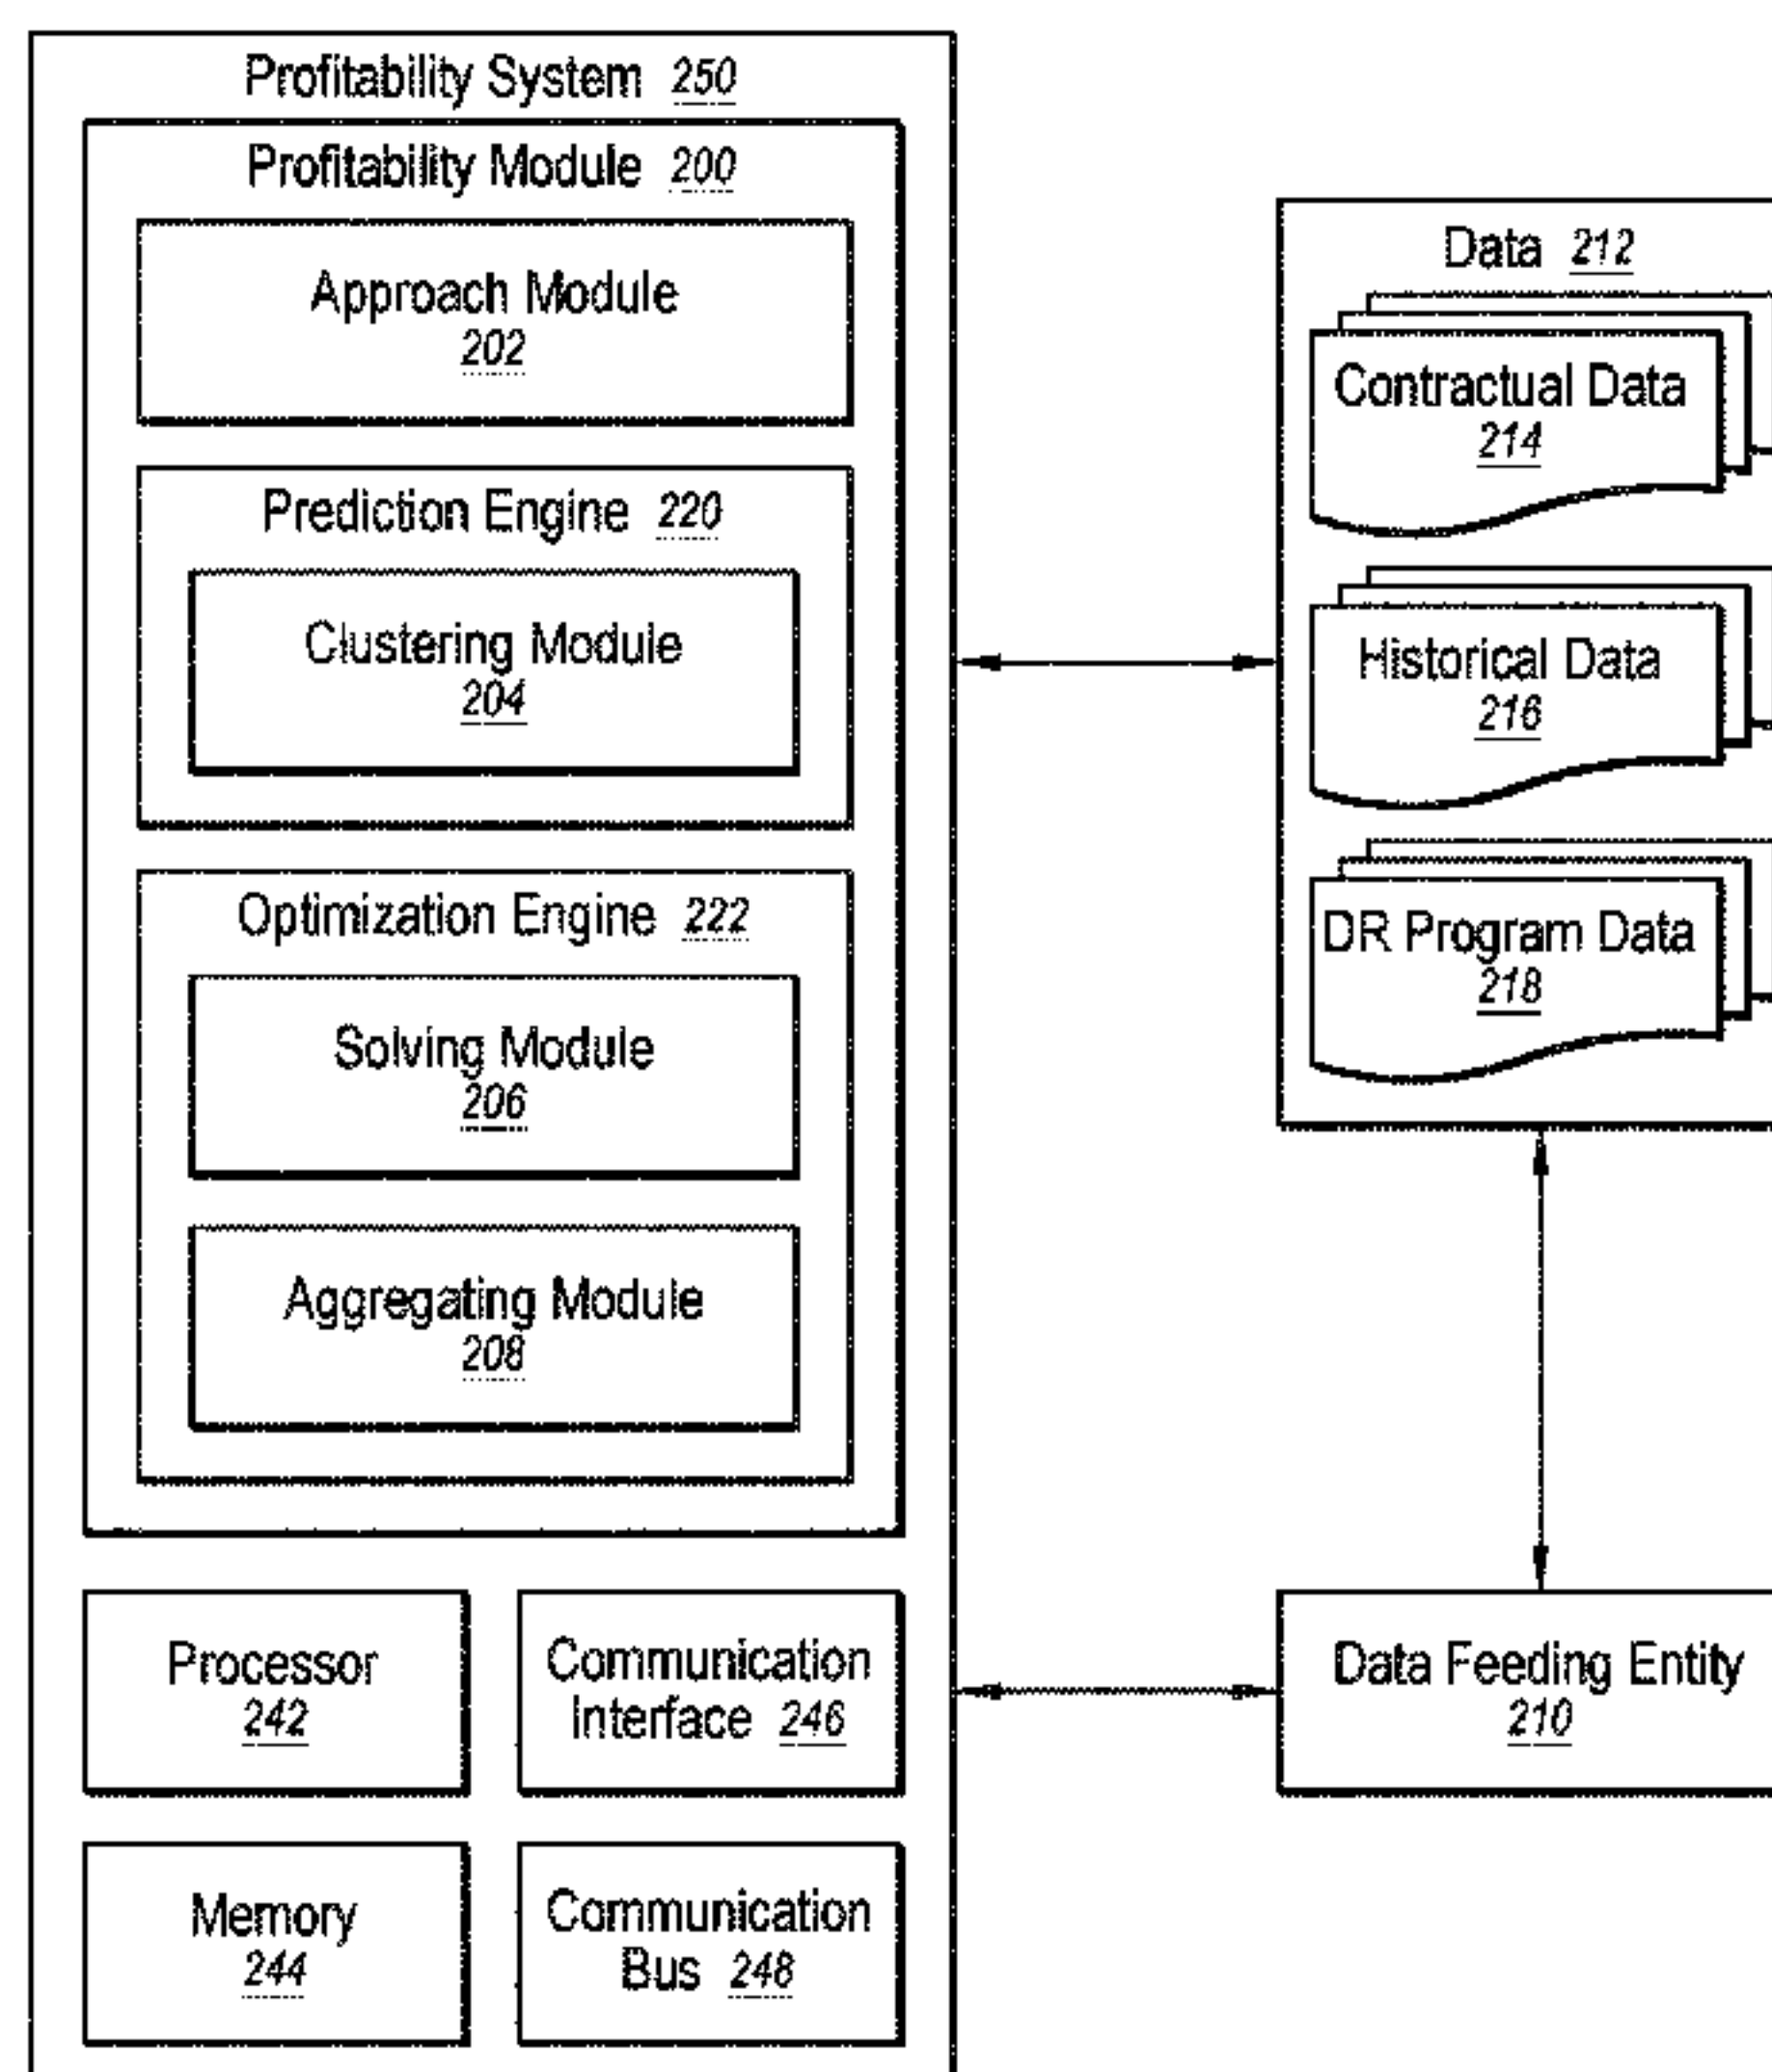 Profitability System 250
Profitability Module 200
Approach Module
202
Prediction Engine 220
Clustering Module
204
Optimization Engine 222
Solving Module
206
Aggregating Module
208
Processor
242
Communication
Interface 246
Memory
244
Communication
Bus 248
Data 212
Contractual Data
214
Historical Data
216
DR Program Data
218
Data Feeding Entity
210